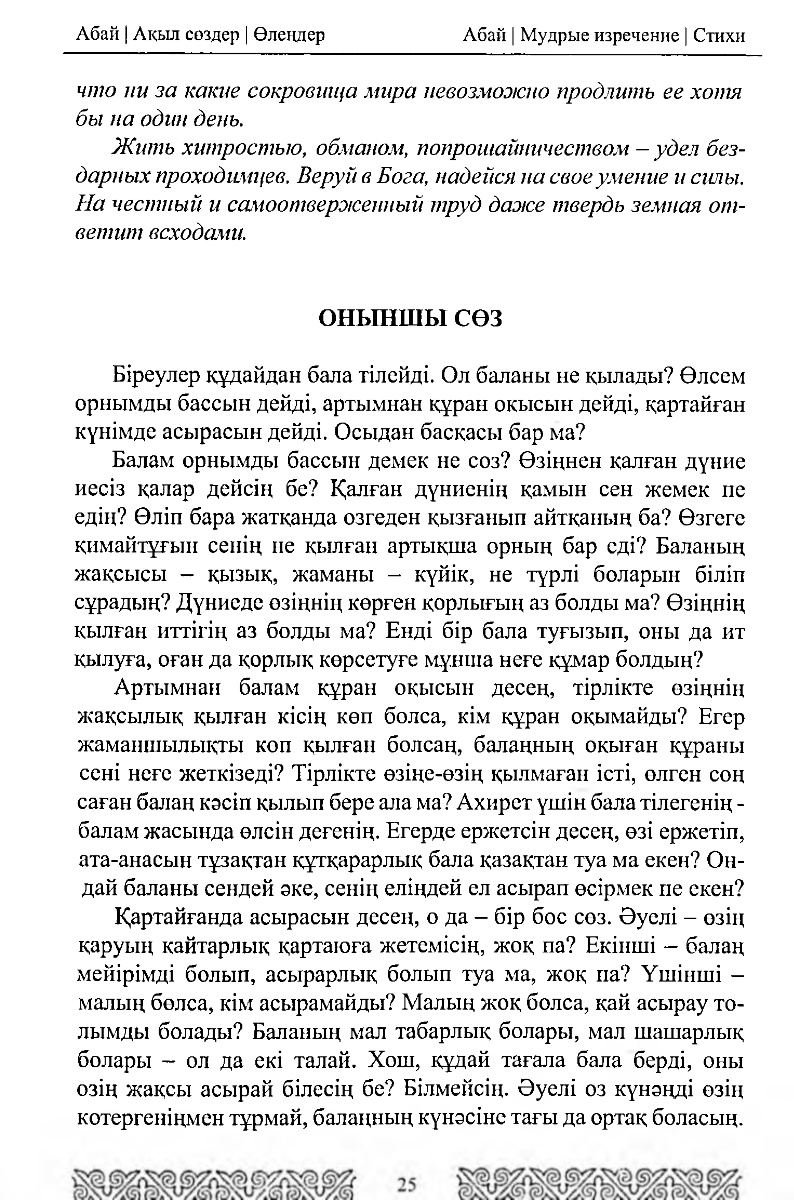 Абай | Ақыл сөздер | Өлеңдер Абай | Мудрые изречение | Стихи
что ни за какие сокровища мира невозможно продлить ее хотя
бы на один день.
Жить хитростью, обманом, попрошайничеством – удел без-
дарных проходимцев. Веруй в Бога, надейся на свое умение и силы.
На честный и самоотверженный труд даже твердь земная от-
ветит всходами.
ОНЫНШЫ СӨЗ
Біреулер құдайдан бала тілейді. Ол баланы не қылады? Өлсем
орнымды бассын дейді, артымнан құран окысын дейді, қартайған
күнімде асырасын дейді. Осыдан басқасы бар ма?
Балам орнымды бассын демек не соз? Өзіңнен қалған дүние
иесіз қалар дейсің бе? Қалған дүниенің қамын сен жемек пе
едің? Өліп бара жатқанда озгеден қызғанып айтқаның ба? Өзгеге
қимайтұғын сенің не қылған артықша орның бар еді? Баланың
жақсысы – қызық, жаманы – күйік, не түрлі боларын біліп
сұрадың? Дүниеде өзіңнің көрген қорлығың аз болды ма? Өзіңнің
қылған иттігің аз болды ма? Енді бір бала туғызып, оны да ит
қылуға, оған да қорлық көрсетуге мұнша неге құмар болдың?
Артымнан балам құран оқысын десең, тірлікте өзіңнің
жақсылық қылған кісің көп болса, кім құран оқымайды? Егер
жаманшылықты коп қылған болсаң, балаңның оқыған құраны
сені неге жеткізеді? Тірлікте өзіңе-өзің қылмаған істі, олген соң
саған балаң кәсіп қылып бере ала ма? Ахирет үшін бала тілегенің -
балам жасында өлсін дегенің. Егерде ержетсін десең, өзі ержетіп,
ата-анасын тұзақтан құтқарарлық бала қазақтан туа ма екен? Он-
дай баланы сендей әке, сенің еліңдей ел асырап өсірмек пе екен?
Қартайғанда асырасын десең, о да – бір бос соз. Әуелі – озің
қаруың қайтарлық қартаюға жетемісің, жоқ па? Екінші – балаң
мейірімді болып, асырарлық болып туа ма, жоқ па? Үшінші –
малың болса, кім асырамайды? Малың жоқ болса, қай асырау то-
лымды болады? Баланың мал табарлық болары, мал шашарлық
болары – ол да екі талай. Хош, құдай тағала бала берді, оны
озің жақсы асырай білесің бе? Білмейсің. Әуелі оз күнәңді өзің
котергеніңмен тұрмай, балаңның күнәсіне тағы да ортақ боласың.
25